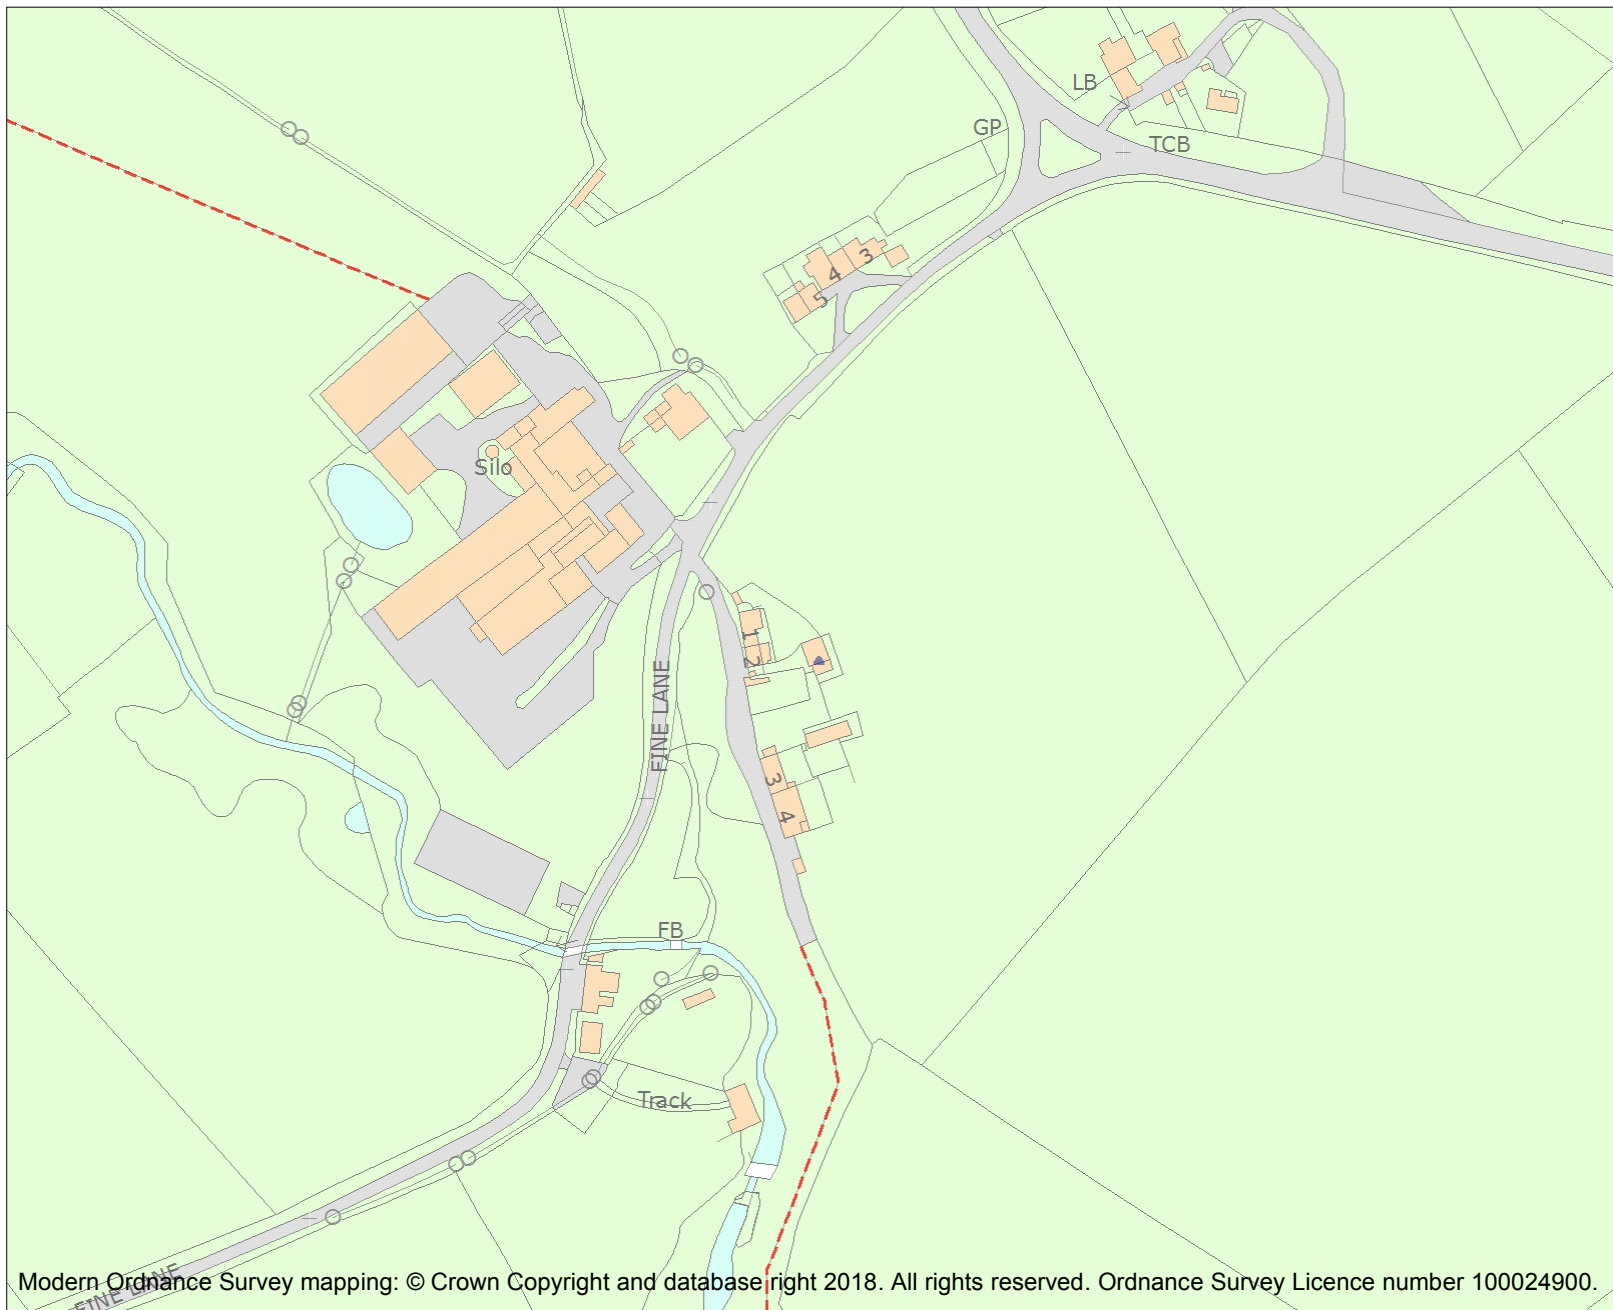 LB
GP
TCB
3
4
5
Silo
1
2
FINE LANE
3
4
FB
Track
FINE LANE
Modern Ordnance Survey mapping: © Crown Copyright and database right 2018. All rights reserved. Ordnance Survey Licence number 100024900.